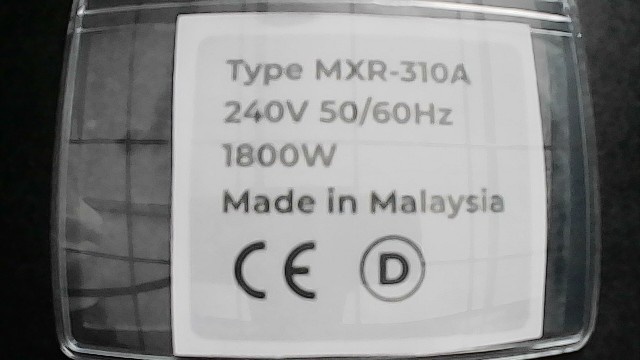 Type MXR-310A
240V 50/60Hz
1800W
Made in Malaysia
CE D